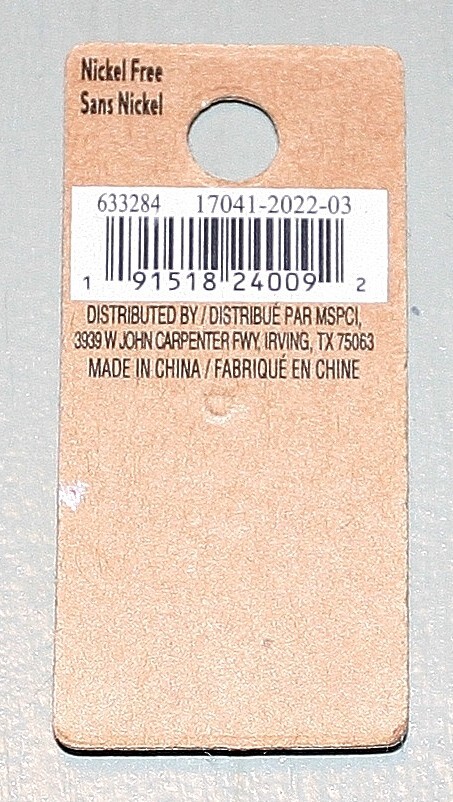 Nickel Free
Sans Nickel
633284 17041-2022-03
1 91518 24009 2
DISTRIBUTED BY / DISTRIBUÉ PAR MSPCI,
3939 W JOHN CARPENTER FWY, IRVING, TX 75063
MADE IN CHINA / FABRIQUÉ EN CHINE